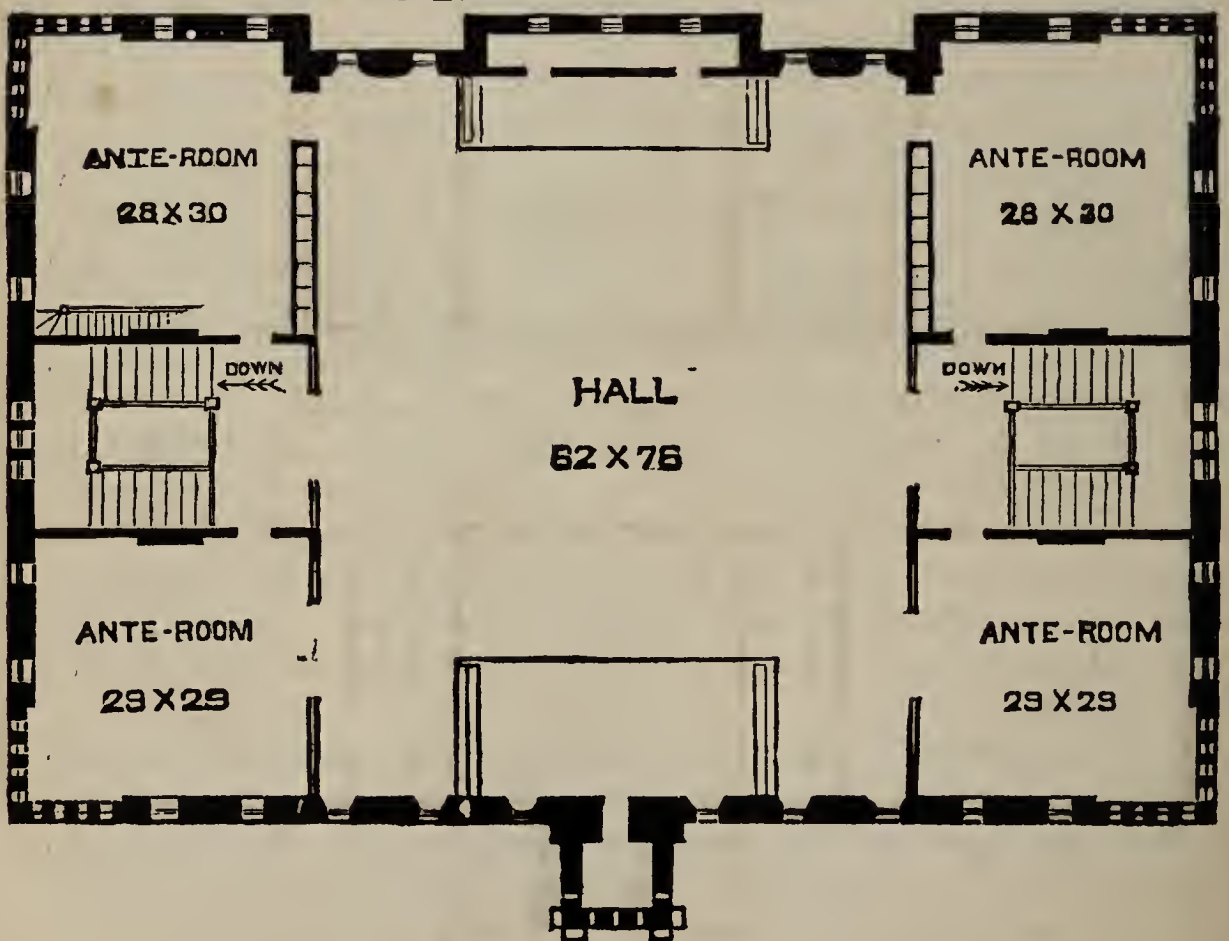 ANTE-ROOM
28 X 30
ANTE-ROOM
28 X 30
DOWN
HALL
62 X 76
DOWN
ANTE-ROOM
29 X 29
ANTE-ROOM
29 X 29